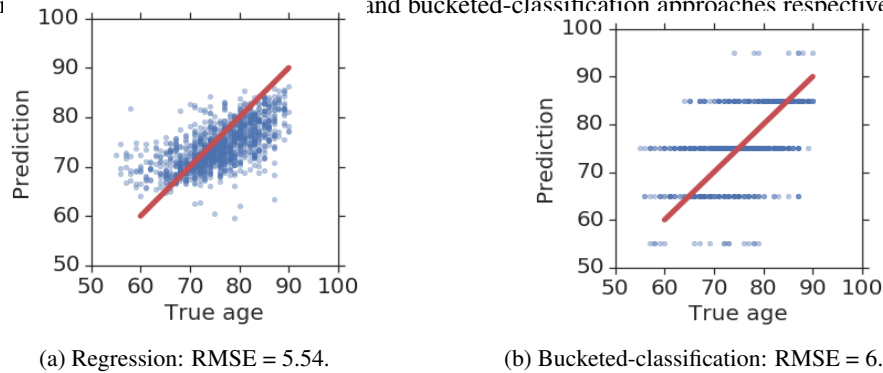 and bucketed-classification approaches
100
90
80
70
60
50
Prediction
50 60 70 80 90 100
True age
(a) Regression: RMSE = 5.54.
100
90
80
70
60
50
Prediction
50 60 70 80 90 100
True age
(b) Bucketed-classification: RMSE = 6.